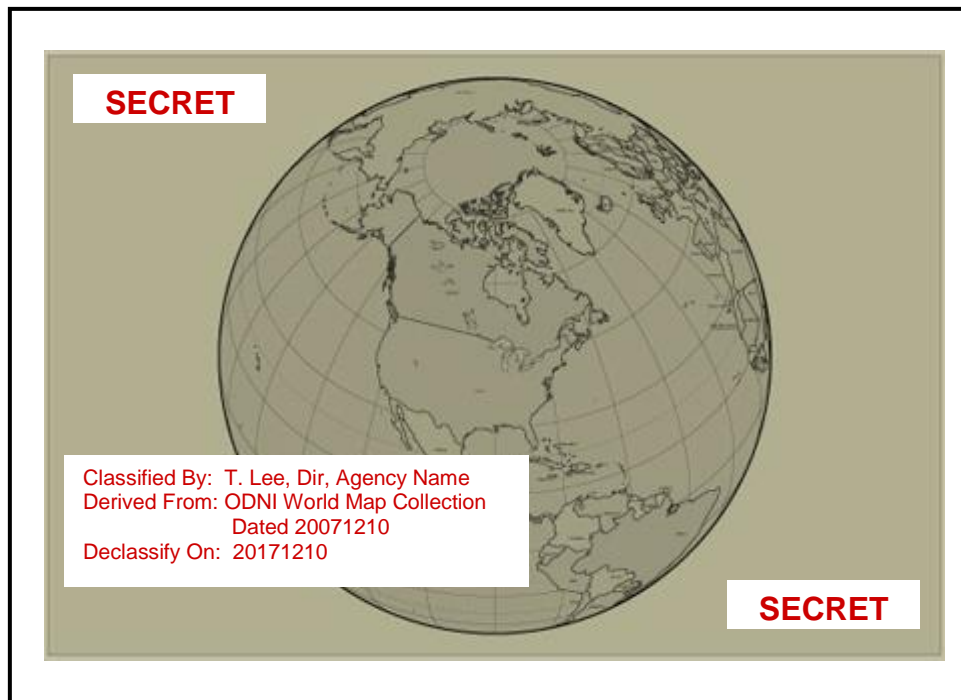 SECRET
Classified By: T. Lee, Dir, Agency Name
Derived From: ODNI World Map Collection
Dated 20071210
Declassify On: 20171210
SECRET